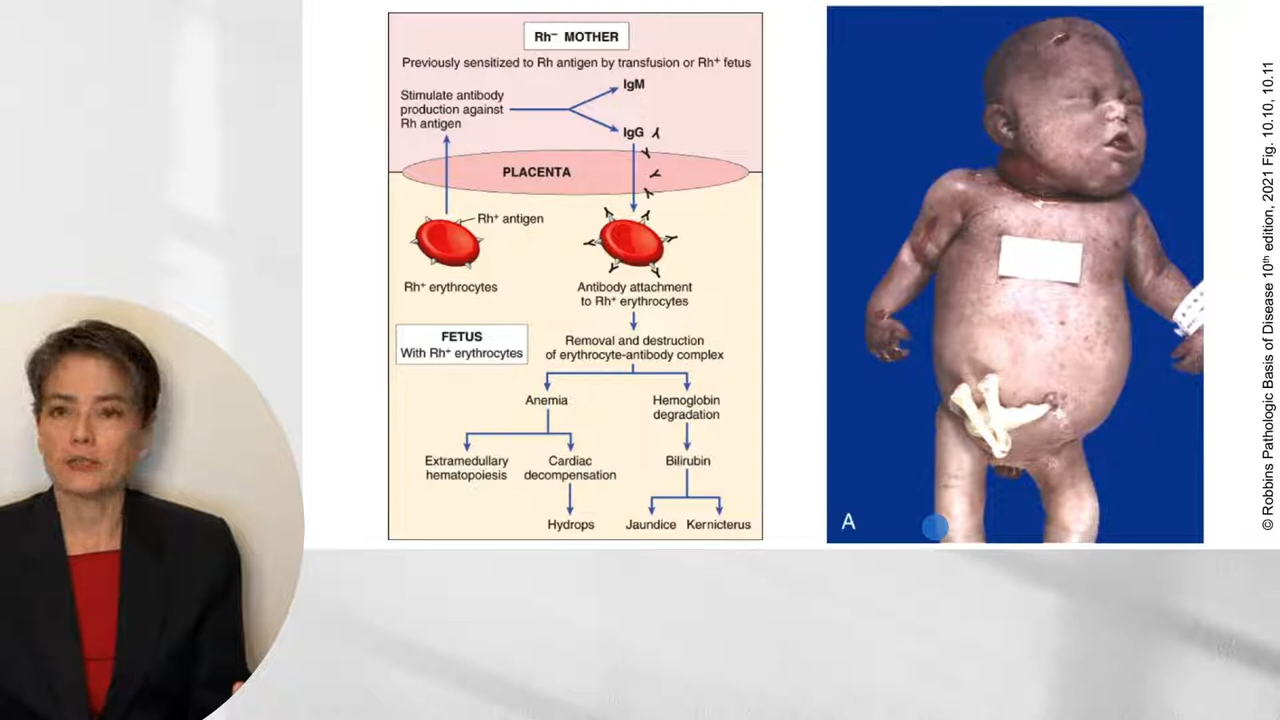 Rh⁻ MOTHER
Previously sensitized to Rh antigen by transfusion or Rh⁺ fetus
Stimulate antibody
production against
Rh antigen
IgM
IgG
PLACENTA
Rh⁺ antigen
Rh⁺ erythrocytes
Antibody attachment
to Rh⁺ erythrocytes
FETUS
With Rh⁺ erythrocytes
Removal and destruction
of erythrocyte-antibody complex
Anemia
Hemoglobin
degradation
Extramedullary
hematopoiesis
Cardiac
decompensation
Bilirubin
Hydrops
Jaundice
Kernicterus
A
© Robbins Pathologic Basis of Disease 10th edition, 2021 Fig. 10.10, 10.11